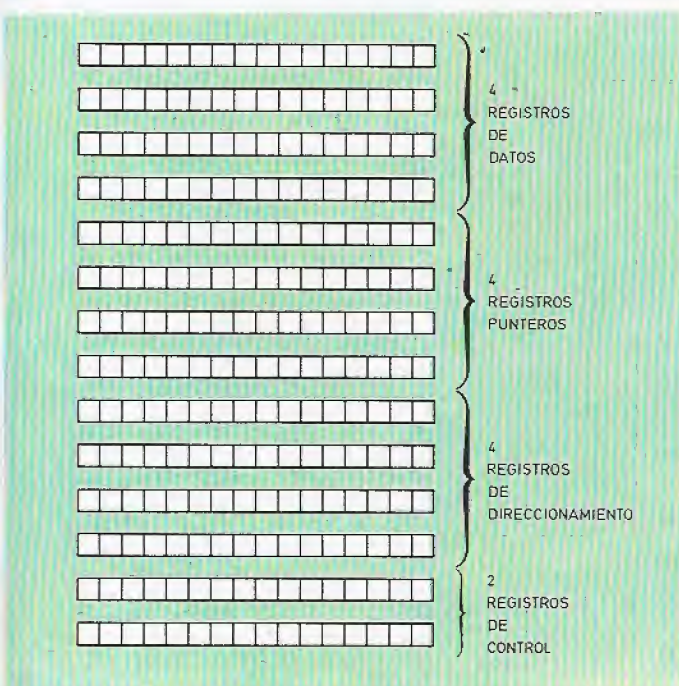 4
REGISTROS
DE
DATOS
4
REGISTROS
PUNTEROS
4
REGISTROS
DE
DIRECCIONAMIENTO
2
REGISTROS
DE
CONTROL